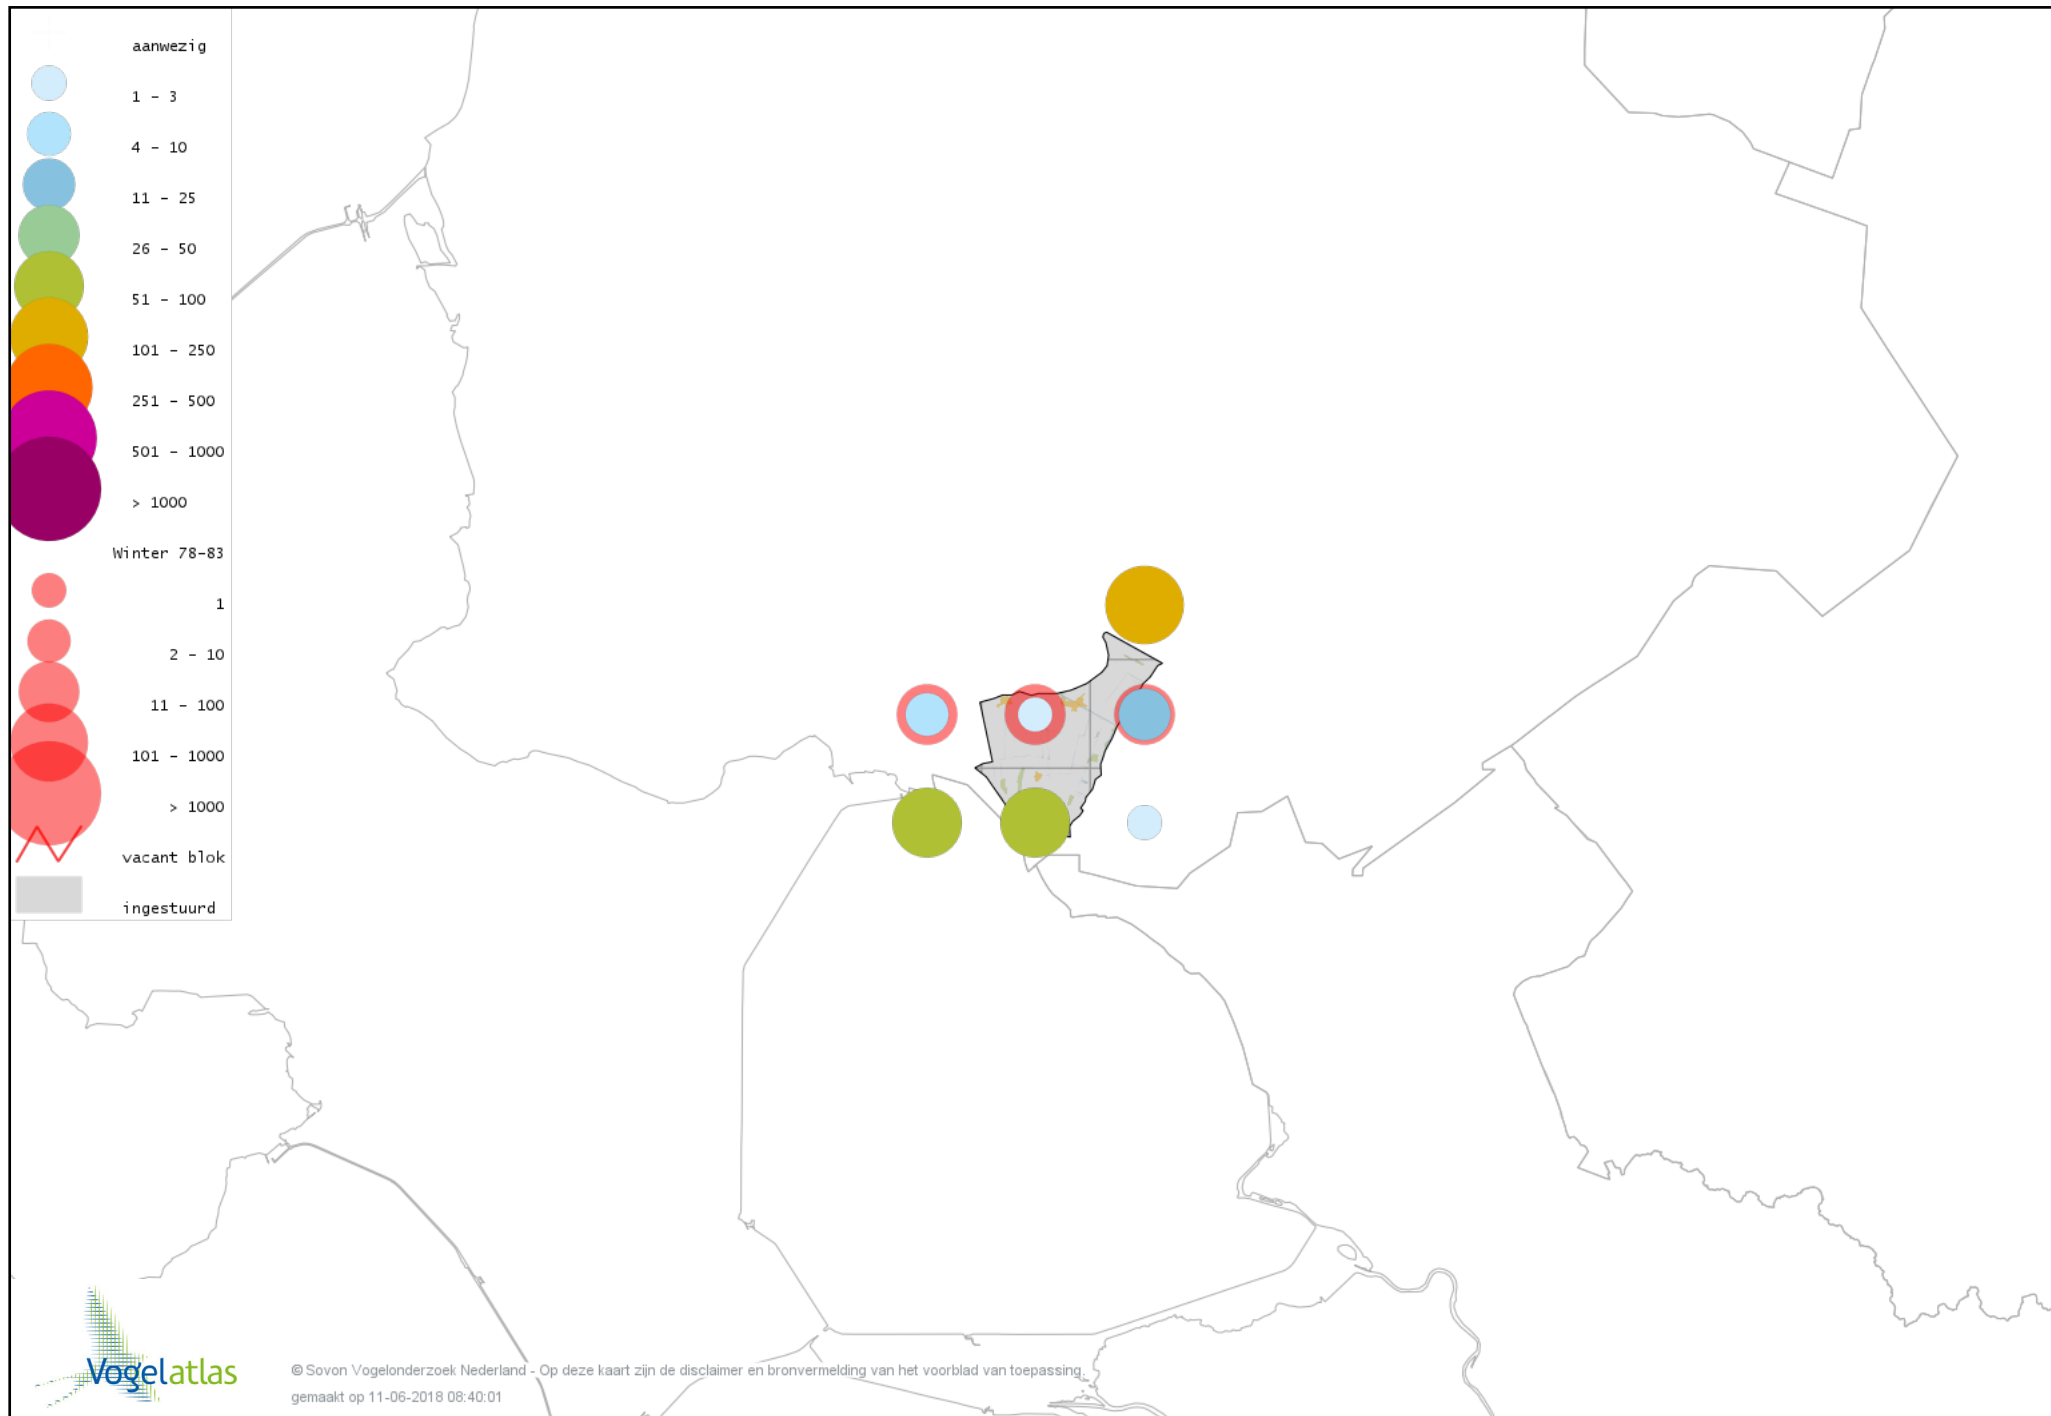 aanwezig
1 - 3
4 - 10
11 - 25
26 - 50
51 - 100
101 - 250
251 - 500
501 - 1000
> 1000
Winter 78-83
1
2 - 10
11 - 100
101 - 1000
> 1000
vacant blok
ingestuurd
Vogelatlas
© Sovon Vogelonderzoek Nederland - Op deze kaart zijn de disclaimer en bronvermelding van het voorblad van toepassing.
gemaakt op 11-06-2018 08:40:01